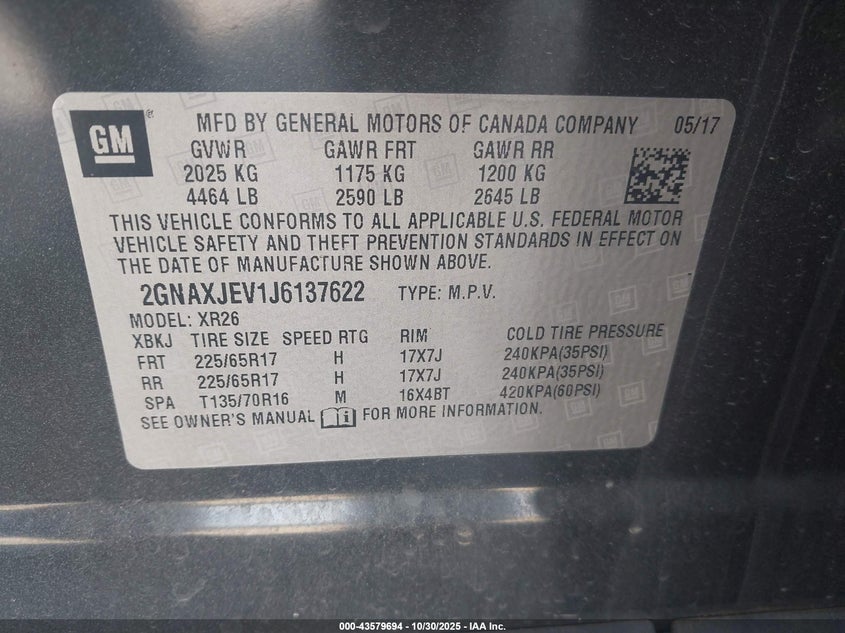 GM
MFD BY GENERAL MOTORS OF CANADA COMPANY 05/17
GVWR GAWR FRT GAWR RR
2025 KG 1175 KG 1200 KG
4464 LB 2590 LB 2645 LB
THIS VEHICLE CONFORMS TO ALL APPLICABLE U.S. FEDERAL MOTOR
VEHICLE SAFETY AND THEFT PREVENTION STANDARDS IN EFFECT ON
THE DATE OF MANUFACTURE SHOWN ABOVE.
2GNAXJEV1J6137622 TYPE: M.P.V.
MODEL: XR26
XBKJ TIRE SIZE SPEED RTG RIM COLD TIRE PRESSURE
FRT 225/65R17 H 17X7J 240KPA(35PSI)
RR 225/65R17 H 17X7J 240KPA(35PSI)
SPA T135/70R16 M 16X4BT 420KPA(60PSI)
SEE OWNER'S MANUAL FOR MORE INFORMATION.
000-43579694 - 10/30/2025 - IAA Inc.